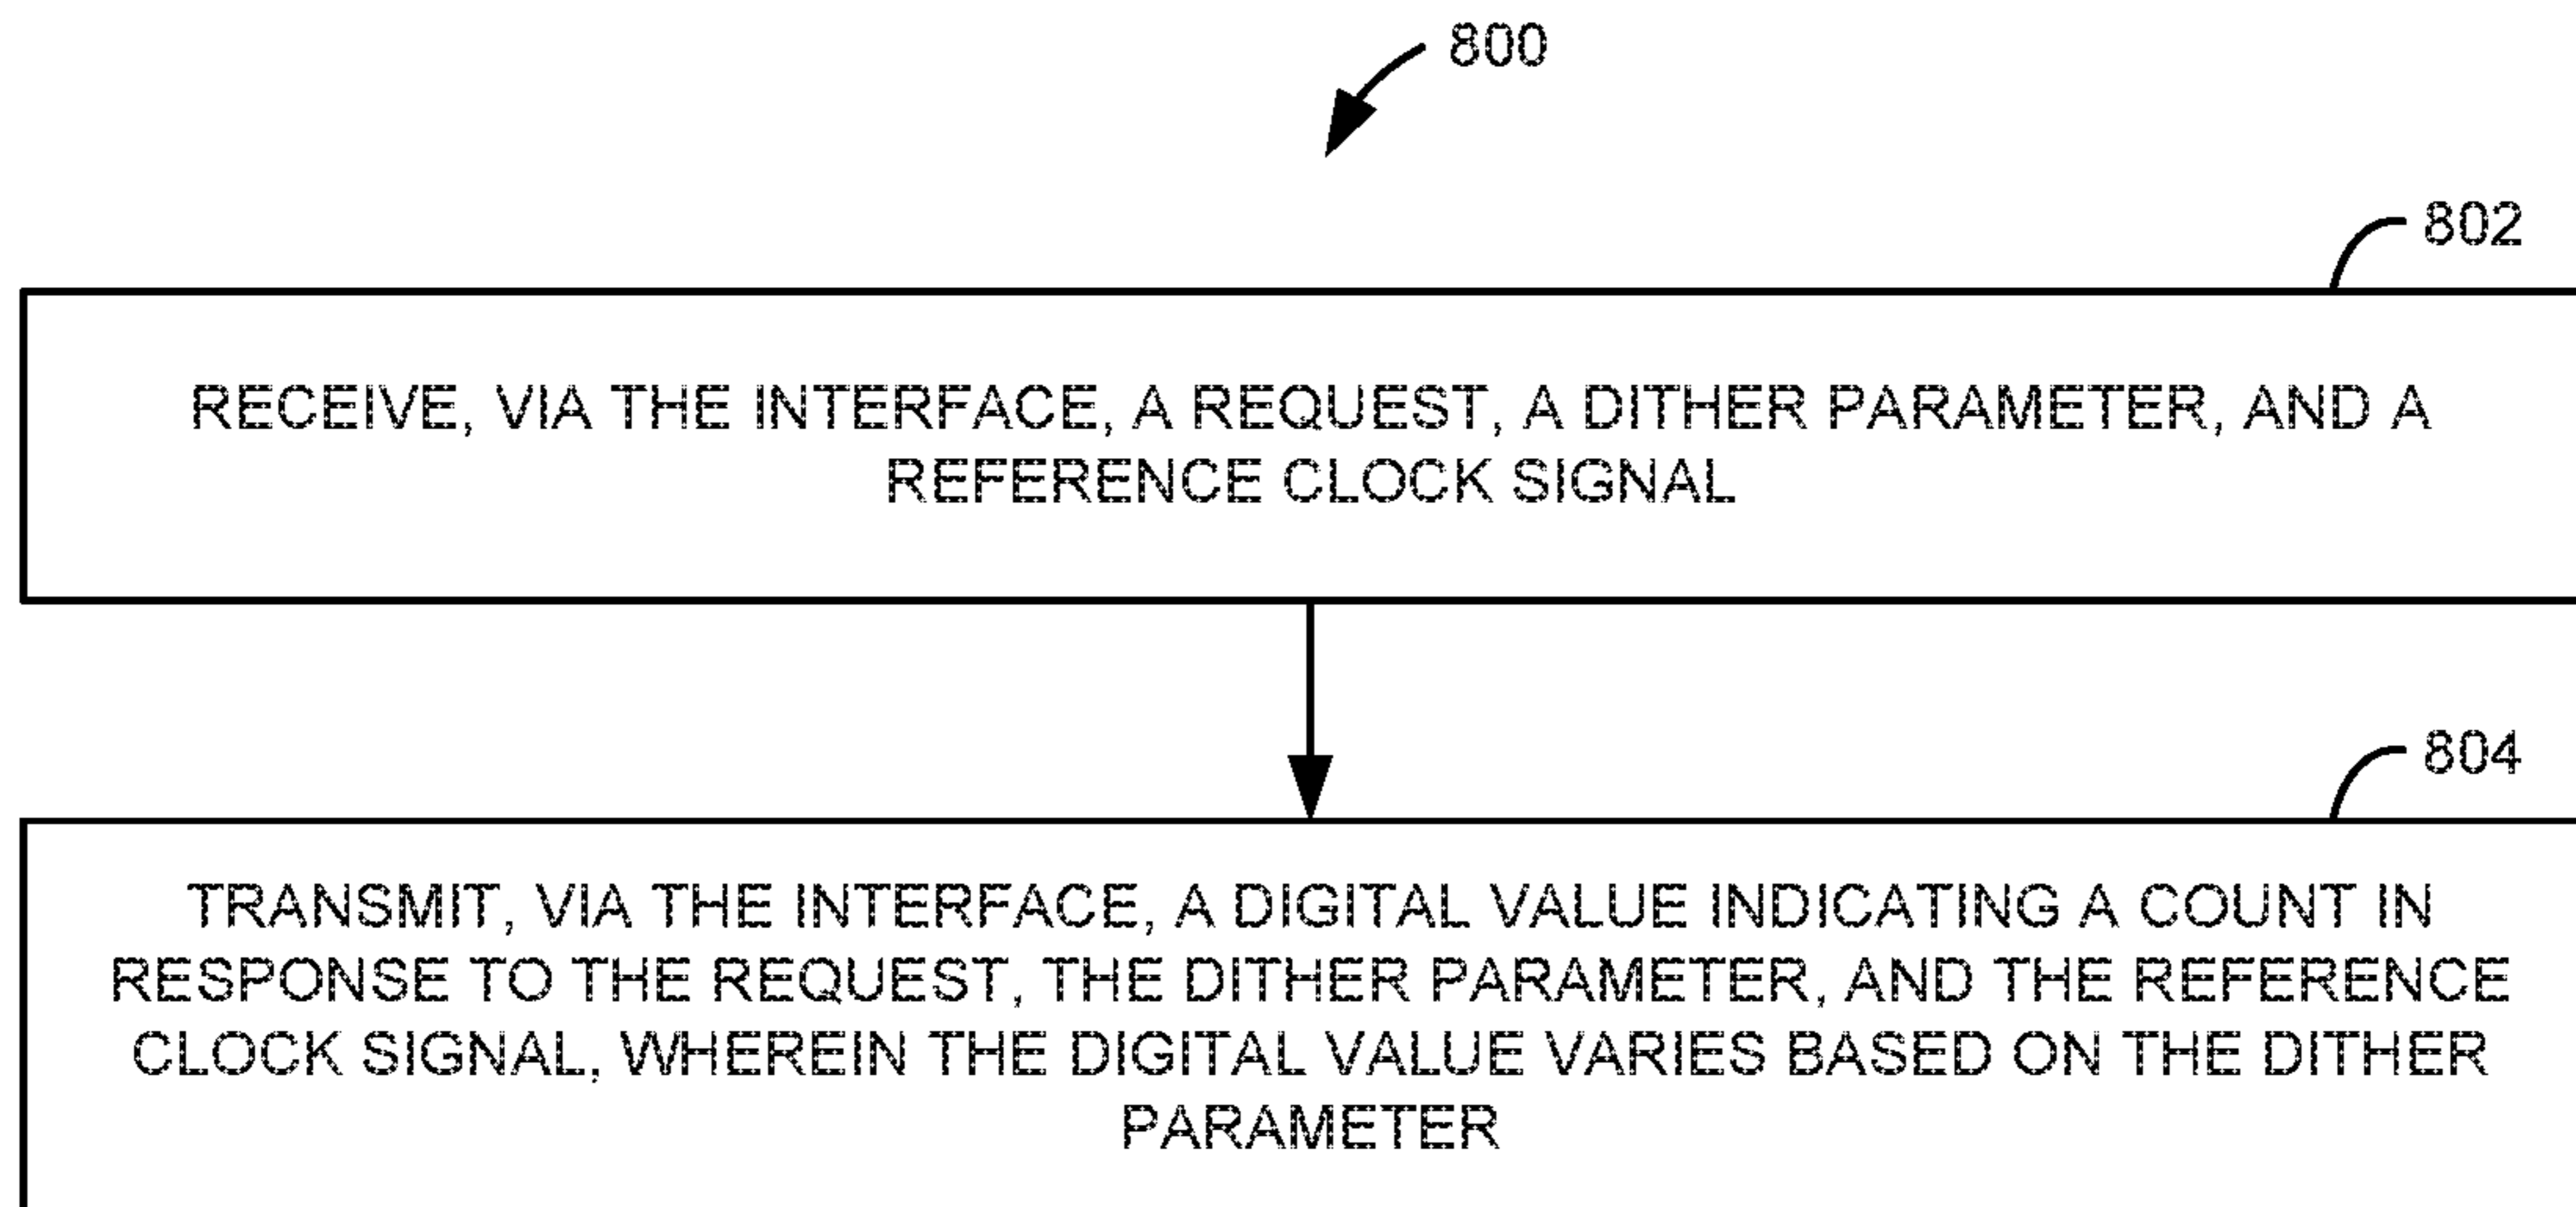 800
802
RECEIVE, VIA THE INTERFACE, A REQUEST, A DITHER PARAMETER, AND A
REFERENCE CLOCK SIGNAL
804
TRANSMIT, VIA THE INTERFACE, A DIGITAL VALUE INDICATING A COUNT IN
RESPONSE TO THE REQUEST, THE DITHER PARAMETER, AND THE REFERENCE
CLOCK SIGNAL, WHEREIN THE DIGITAL VALUE VARIES BASED ON THE DITHER
PARAMETER